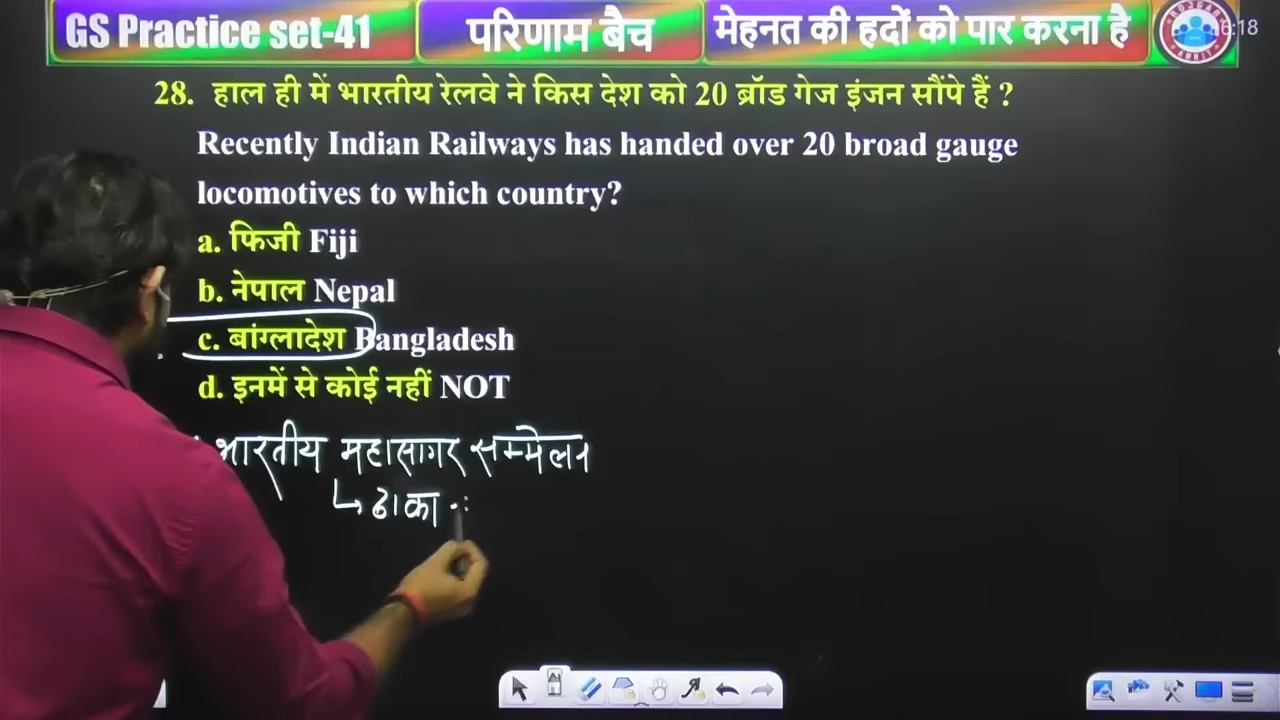 GS Practice set-41
परिणाम बैच
मेहनत की हदों को पार करना है
28. हाल ही में भारतीय रेलवे ने किस देश को 20 ब्रॉड गेज इंजन सौंपे हैं ?
Recently Indian Railways has handed over 20 broad gauge
locomotives to which country?
a. फिजी Fiji
b. नेपाल Nepal
c. बांग्लादेश Bangladesh
d. इनमें से कोई नहीं NOT
भारतीय महासागर सम्मेलन
↳ ढाका